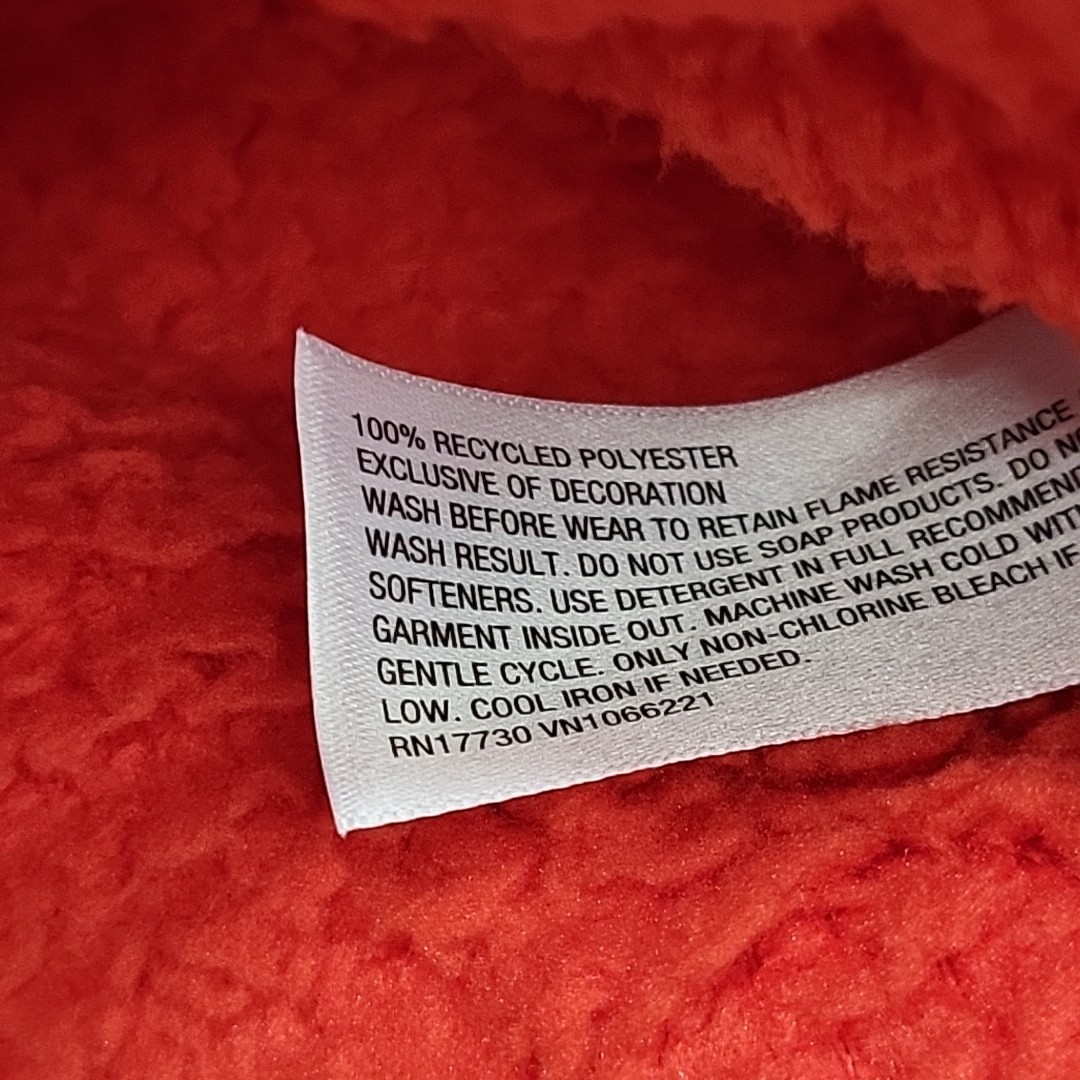 100% RECYCLED POLYESTER
EXCLUSIVE OF DECORATION
WASH BEFORE WEAR TO RETAIN FLAME RESISTANCE
WASH RESULT. DO NOT USE SOAP PRODUCTS. DO
SOFTENERS. USE DETERGENT IN FULL RECOMMEND
GARMENT INSIDE OUT. MACHINE WASH COLD WITH
GENTLE CYCLE. ONLY NON-CHLORINE BLEACH IF
LOW. COOL IRON IF NEEDED.
RN17730 VN1066221